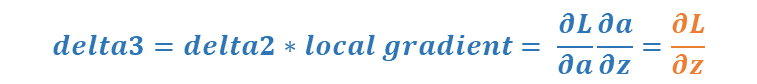 delta3 = delta2 * local gradient = ∂L/∂a ∂a/∂z = ∂L/∂z